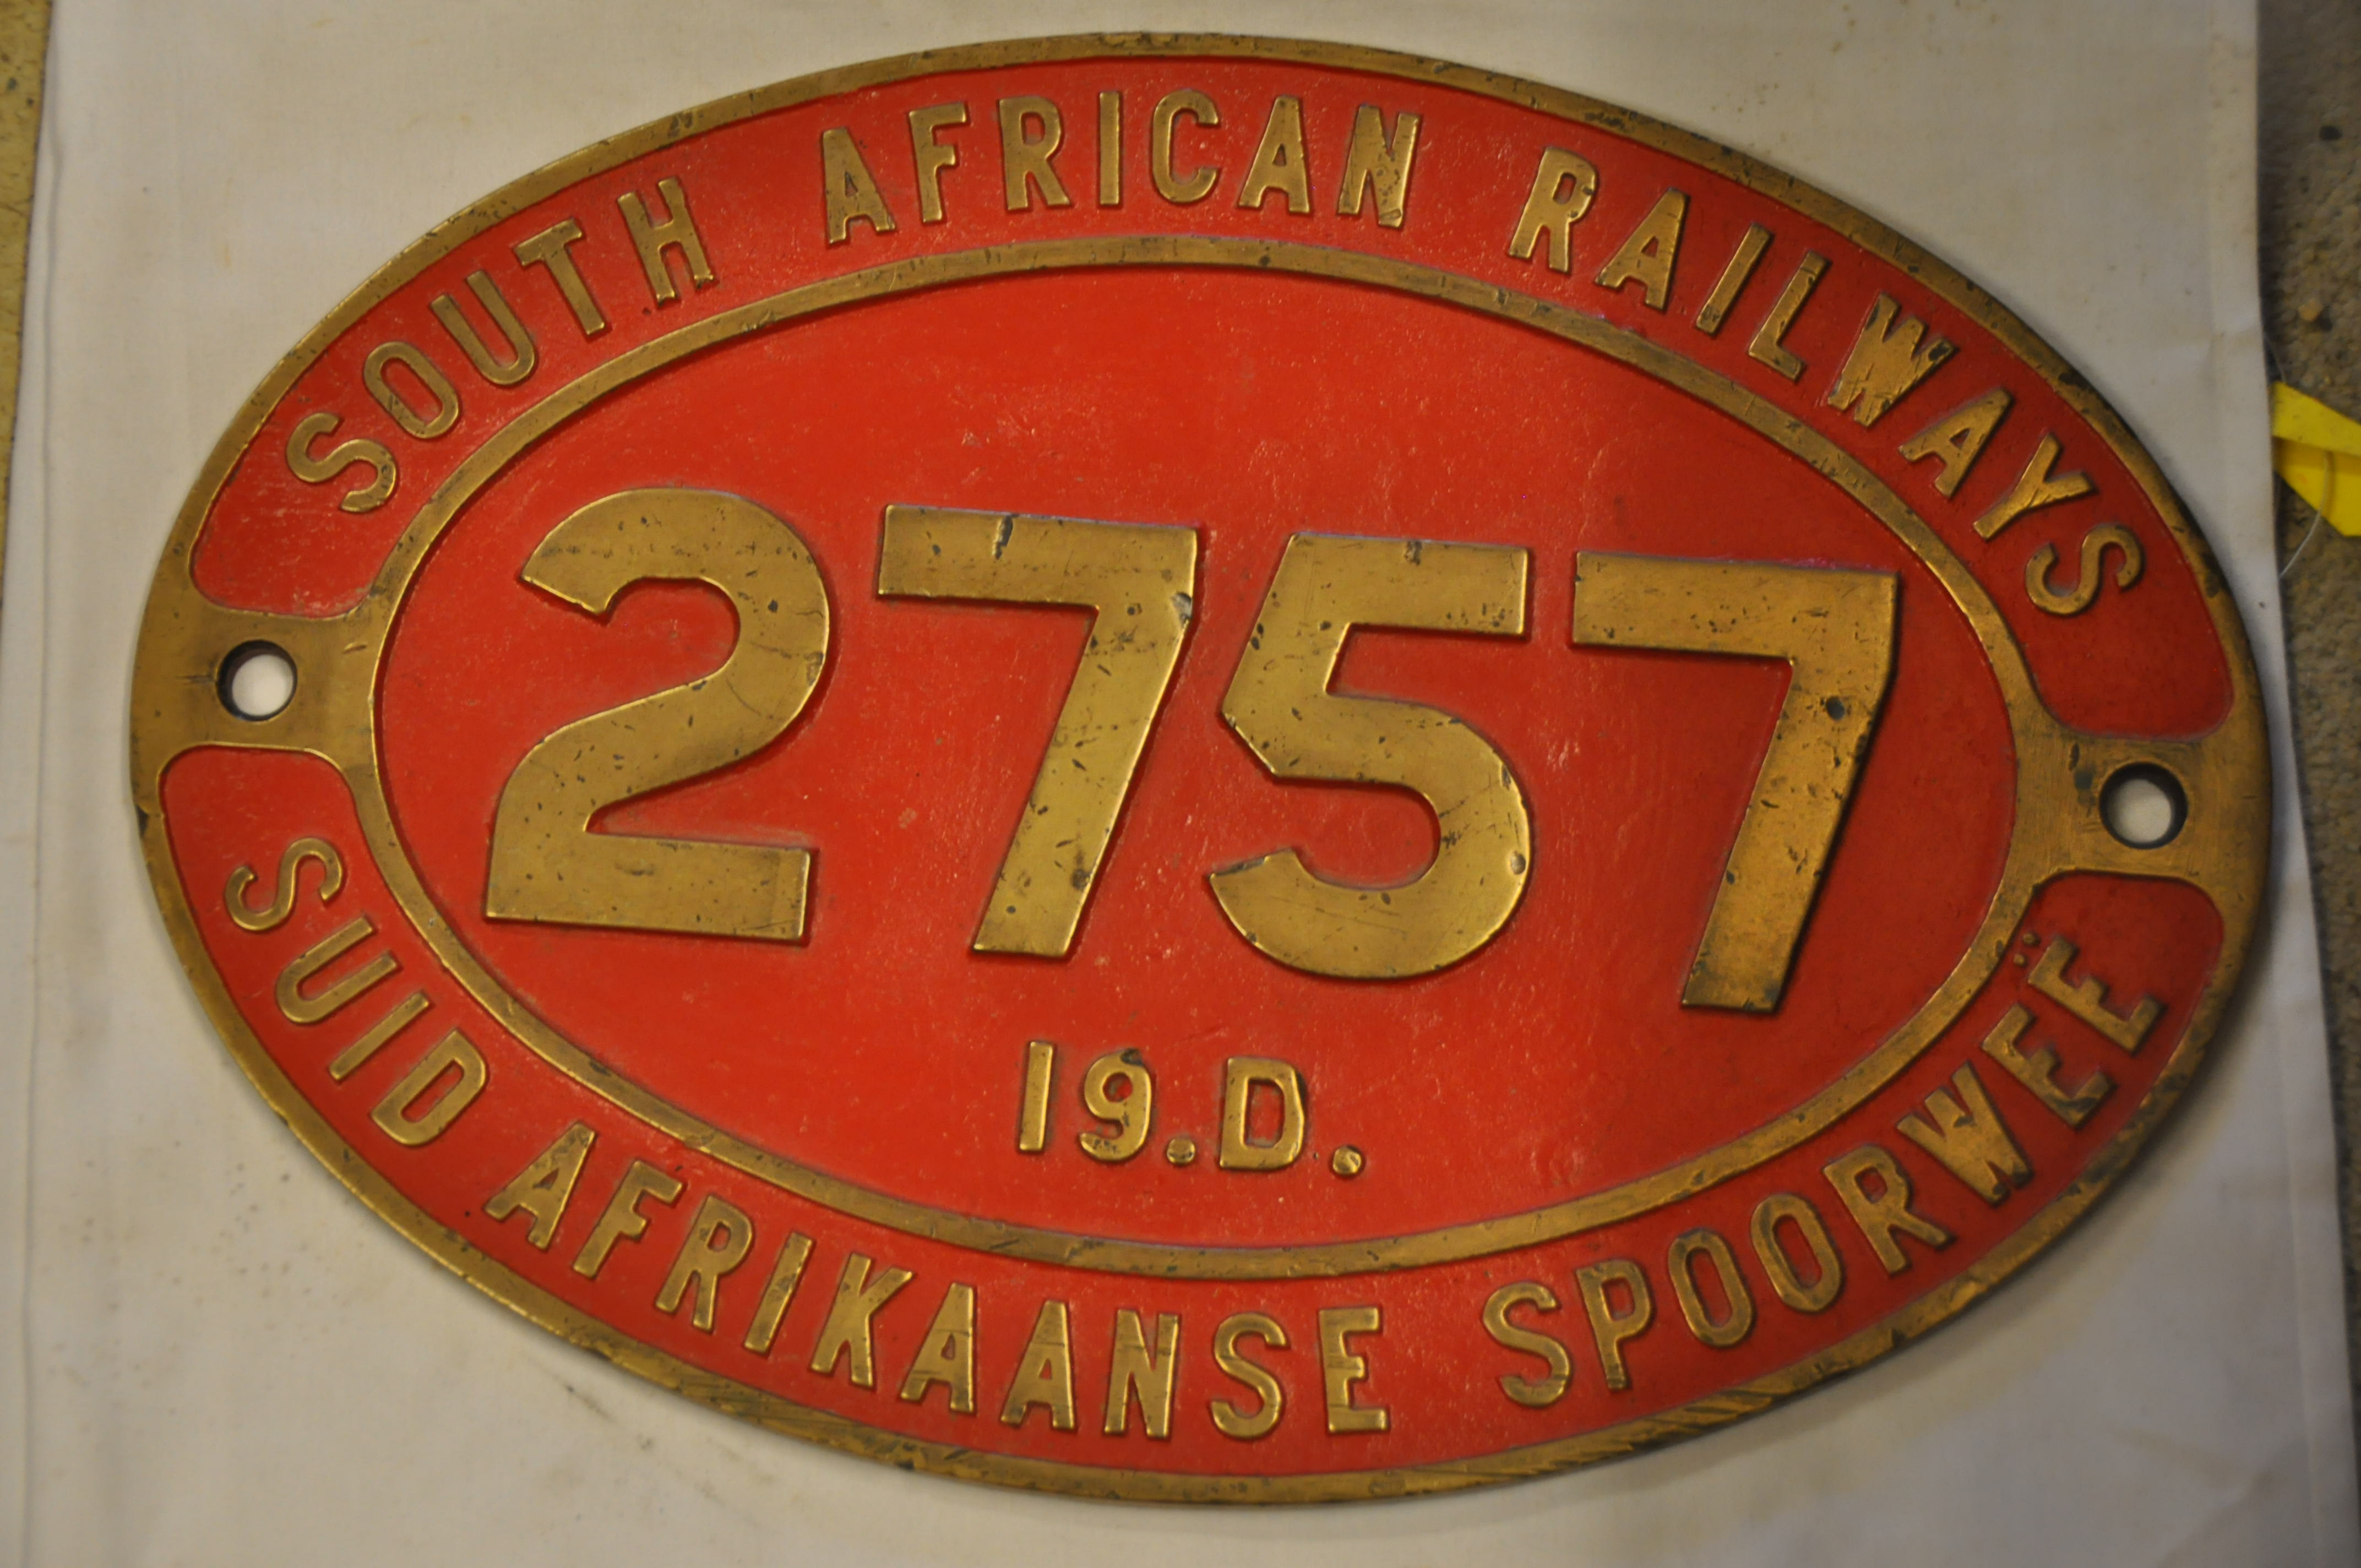 SOUTH AFRICAN RAILWAYS
2757
19.D.
SUID AFRIKAANSE SPOORWEË